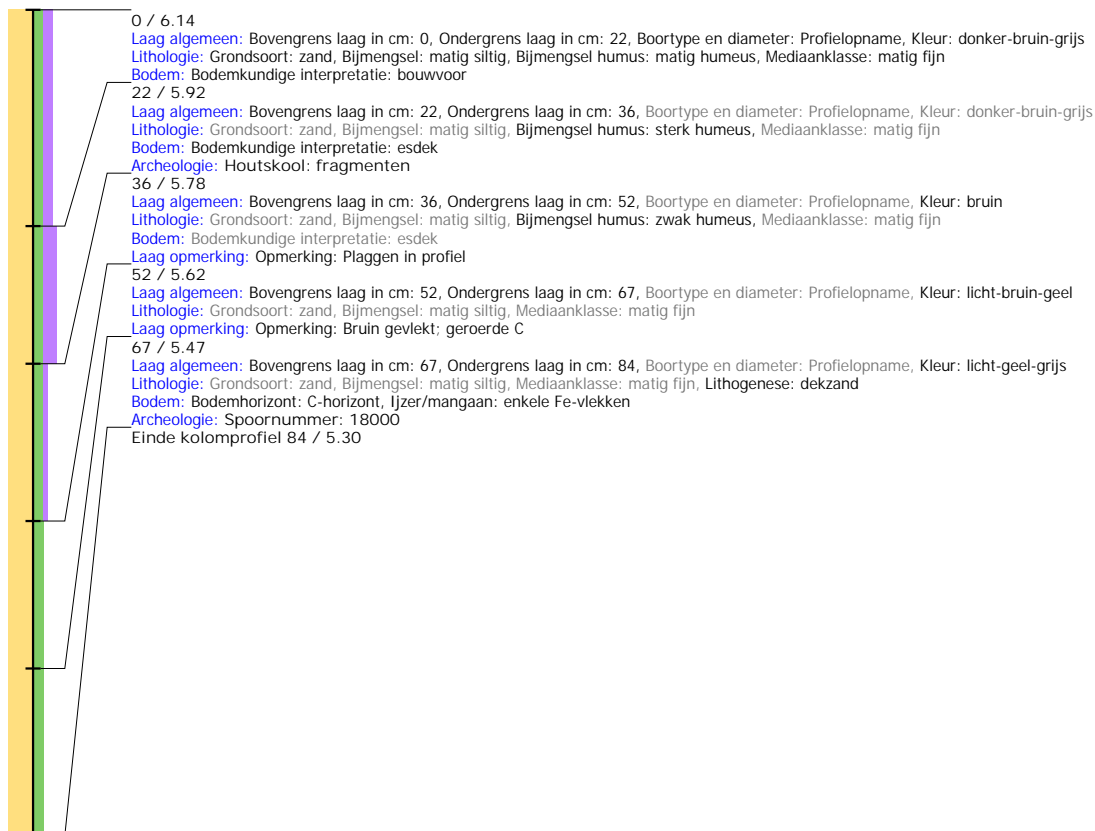 0 / 6.14
Laag algemeen: Bovengrens laag in cm: 0, Ondergrens laag in cm: 22, Boortype en diameter: Profielopname, Kleur: donker-bruin-grijs
Lithologie: Grondsoort: zand, Bijmengsel: matig siltig, Bijmengsel humus: matig humeus, Mediaanklasse: matig fijn
Bodem: Bodemkundige interpretatie: bouwvoor
22 / 5.92
Laag algemeen: Bovengrens laag in cm: 22, Ondergrens laag in cm: 36, Boortype en diameter: Profielopname, Kleur: donker-bruin-grijs
Lithologie: Grondsoort: zand, Bijmengsel: matig siltig, Bijmengsel humus: sterk humeus, Mediaanklasse: matig fijn
Bodem: Bodemkundige interpretatie: esdek
Archeologie: Houtskool: fragmenten
36 / 5.78
Laag algemeen: Bovengrens laag in cm: 36, Ondergrens laag in cm: 52, Boortype en diameter: Profielopname, Kleur: bruin
Lithologie: Grondsoort: zand, Bijmengsel: matig siltig, Bijmengsel humus: zwak humeus, Mediaanklasse: matig fijn
Bodem: Bodemkundige interpretatie: esdek
Laag opmerking: Opmerking: Plaggen in profiel
52 / 5.62
Laag algemeen: Bovengrens laag in cm: 52, Ondergrens laag in cm: 67, Boortype en diameter: Profielopname, Kleur: licht-bruin-geel
Lithologie: Grondsoort: zand, Bijmengsel: matig siltig, Mediaanklasse: matig fijn
Laag opmerking: Opmerking: Bruin gevlekt; geroerde C
67 / 5.47
Laag algemeen: Bovengrens laag in cm: 67, Ondergrens laag in cm: 84, Boortype en diameter: Profielopname, Kleur: licht-geel-grijs
Lithologie: Grondsoort: zand, Bijmengsel: matig siltig, Mediaanklasse: matig fijn, Lithogenese: dekzand
Bodem: Bodemhorizont: C-horizont, Ijzer/mangaan: enkele Fe-vlekken
Archeologie: Spoornummer: 18000
Einde kolomprofiel 84 / 5.30